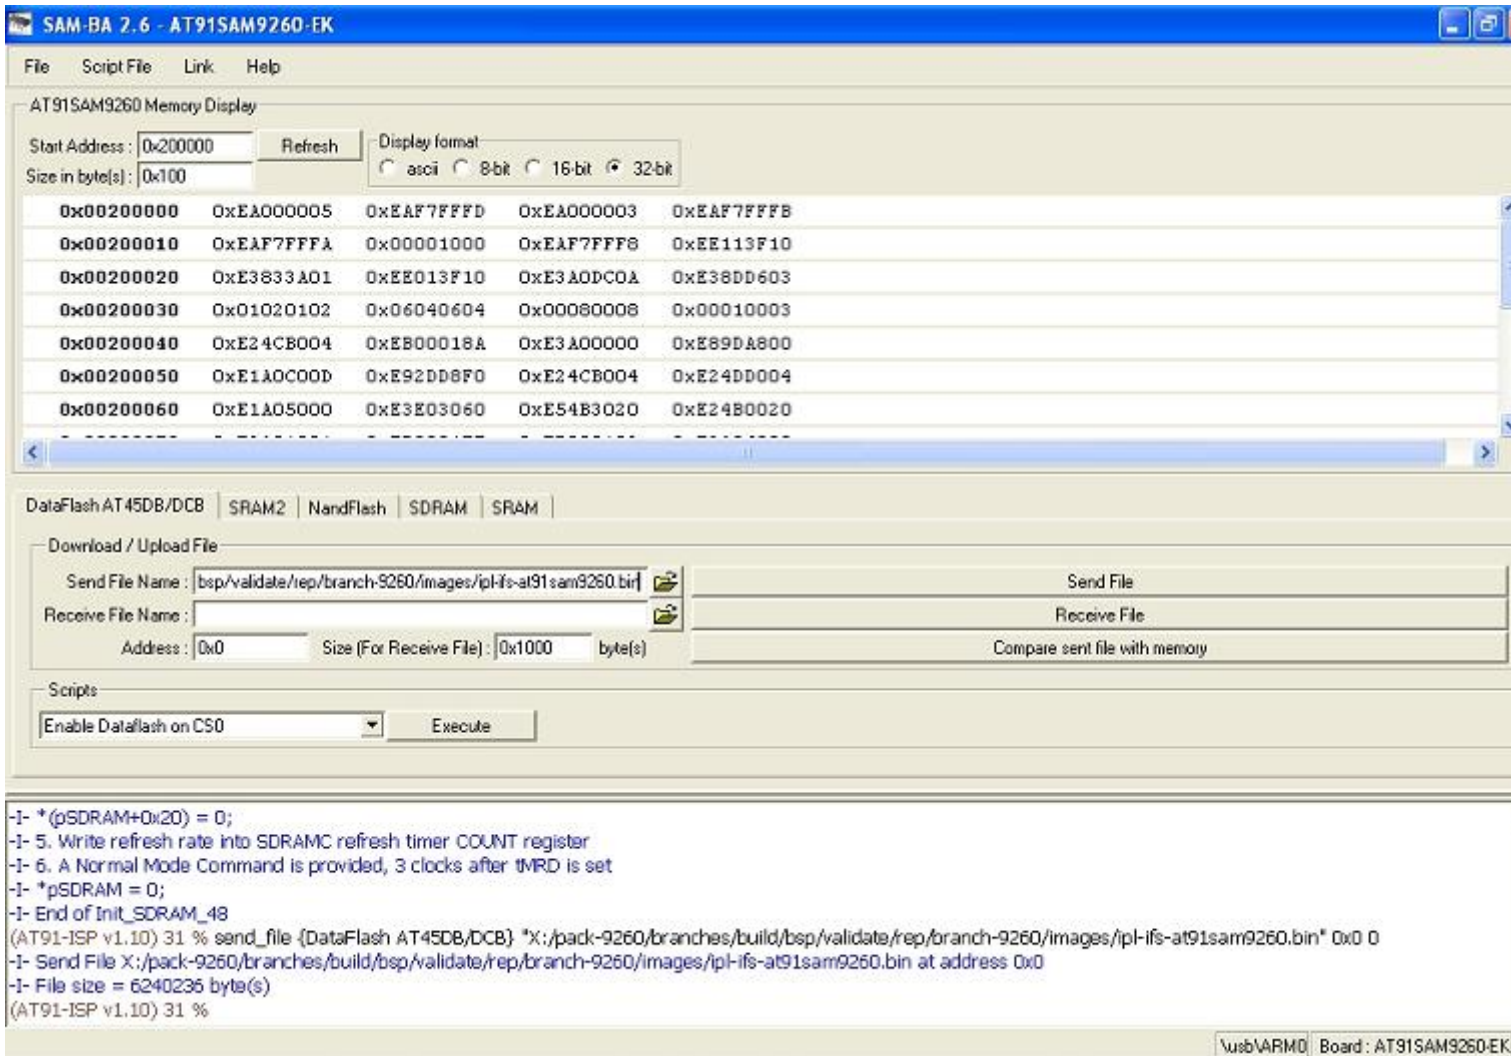 SAM-BA 2.6 - AT91SAM9260-EK
File Script File Link Help
AT91SAM9260 Memory Display
Start Address : 0x200000 Refresh Display format
Size in byte(s) : 0x100 ascii 8-bit 16-bit 32-bit
0x00200000 0xEA000005 0xEAF7FFFD 0xEA000003 0xEAF7FFFB
0x00200010 0xEAF7FFFA 0x00001000 0xEAF7FFF8 0xEE113F10
0x00200020 0xE3833A01 0xEE013F10 0xE3A0DC0A 0xE38DD603
0x00200030 0x01020102 0x06040604 0x00080008 0x00010003
0x00200040 0xE24CB004 0xEB00018A 0xE3A00000 0xE89DA800
0x00200050 0xE1A0C00D 0xE92DD8F0 0xE24CB004 0xE24DD004
0x00200060 0xE1A05000 0xE3E03060 0xE54B3020 0xE24B0020
DataFlash AT45DB/DCB SRAM2 NandFlash SDRAM SRAM
Download / Upload File
Send File Name : bsp/validate/rep/branch-9260/images/ipl-ifs-at91sam9260.bin Send File
Receive File Name : Receive File
Address : 0x0 Size (For Receive File) : 0x1000 byte(s) Compare sent file with memory
Scripts
Enable Dataflash on CS0 Execute
-I- *(pSDRAM+0x20) = 0;
-I- 5. Write refresh rate into SDRAMC refresh timer COUNT register
-I- 6. A Normal Mode Command is provided, 3 clocks after tMRD is set
-I- *pSDRAM = 0;
-I- End of Init_SDRAM_48
(AT91-ISP v1.10) 31 % send_file {DataFlash AT45DB/DCB} "X:/pack-9260/branches/build/bsp/validate/rep/branch-9260/images/ipl-ifs-at91sam9260.bin" 0x0 0
-I- Send File X:/pack-9260/branches/build/bsp/validate/rep/branch-9260/images/ipl-ifs-at91sam9260.bin at address 0x0
-I- File size = 6240236 byte(s)
(AT91-ISP v1.10) 31 %
\usb\ARM0 Board : AT91SAM9260-EK